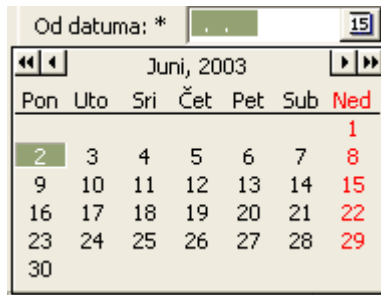 Od datuma: * . . 15
Juni, 2003
Pon Uto Sri Čet Pet Sub Ned
1
2 3 4 5 6 7 8
9 10 11 12 13 14 15
16 17 18 19 20 21 22
23 24 25 26 27 28 29
30